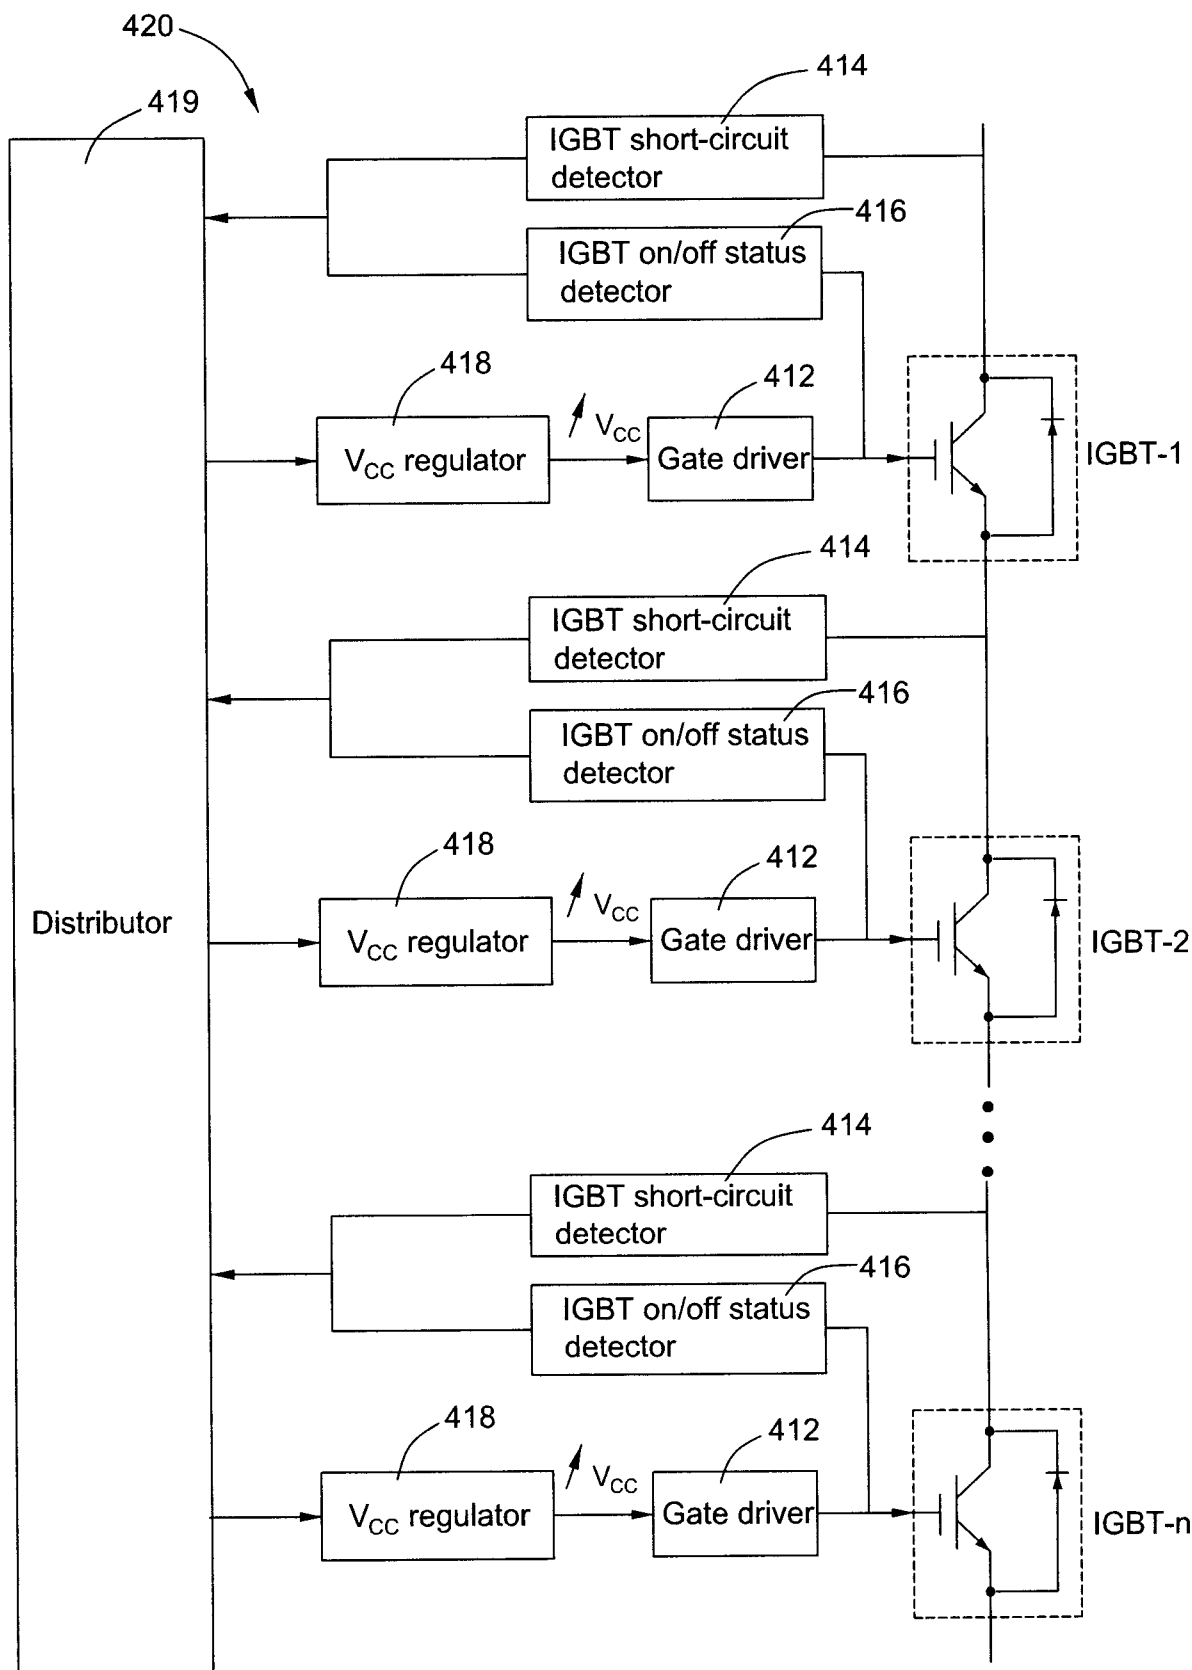 420
419
414
IGBT short-circuit
detector
416
IGBT on/off status
detector
418
VCC regulator
VCC
412
Gate driver
IGBT-1
414
IGBT short-circuit
detector
416
IGBT on/off status
detector
418
VCC regulator
VCC
412
Gate driver
IGBT-2
Distributor
414
IGBT short-circuit
detector
416
IGBT on/off status
detector
418
VCC regulator
VCC
412
Gate driver
IGBT-n